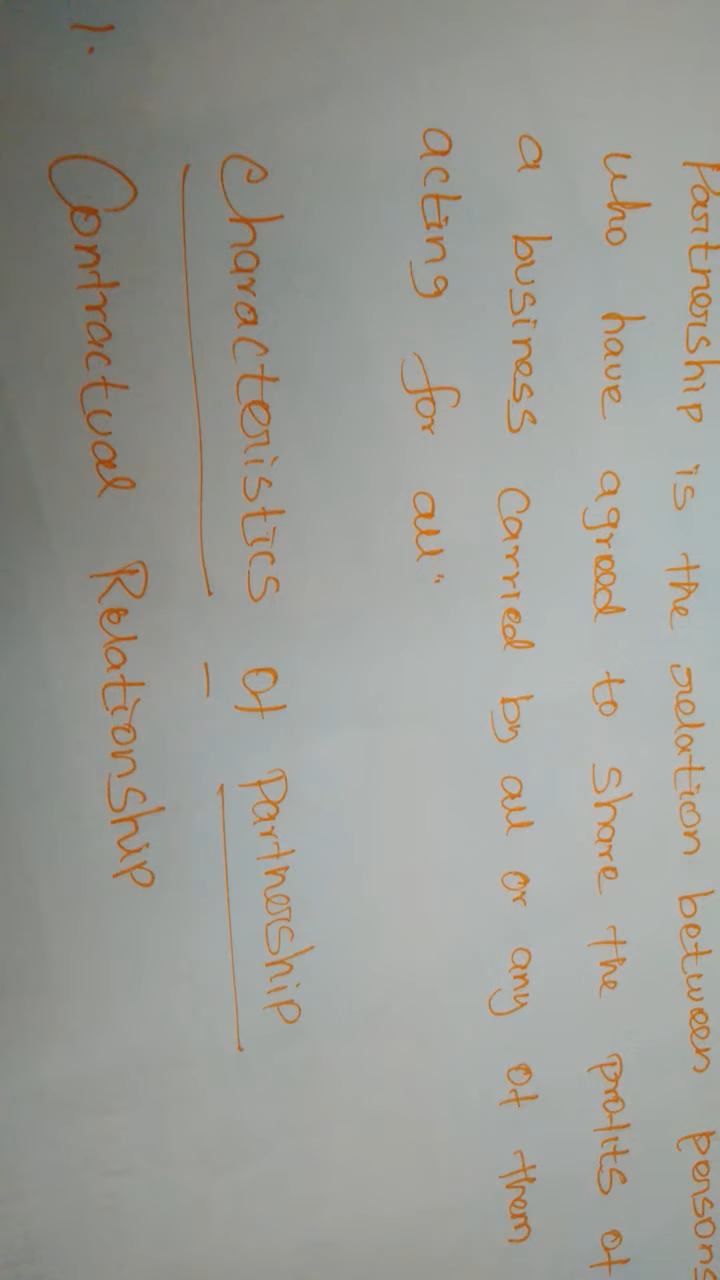 Partnership is the relation between persons
who have agreed to share the profits of
a business carried by all or any of them
acting for all"
Characteristics of Partnership
1. Contractual Relationship